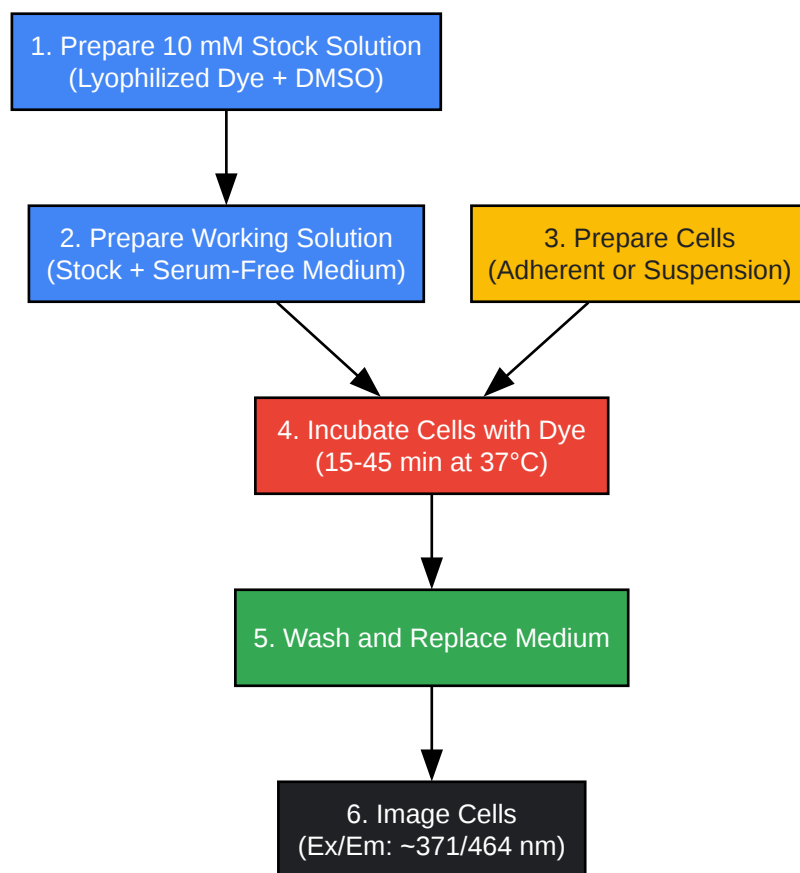 1. Prepare 10 mM Stock Solution
(Lyophilized Dye + DMSO)
2. Prepare Working Solution
(Stock + Serum-Free Medium)
3. Prepare Cells
(Adherent or Suspension)
4. Incubate Cells with Dye
(15-45 min at 37°C)
5. Wash and Replace Medium
6. Image Cells
(Ex/Em: ~371/464 nm)